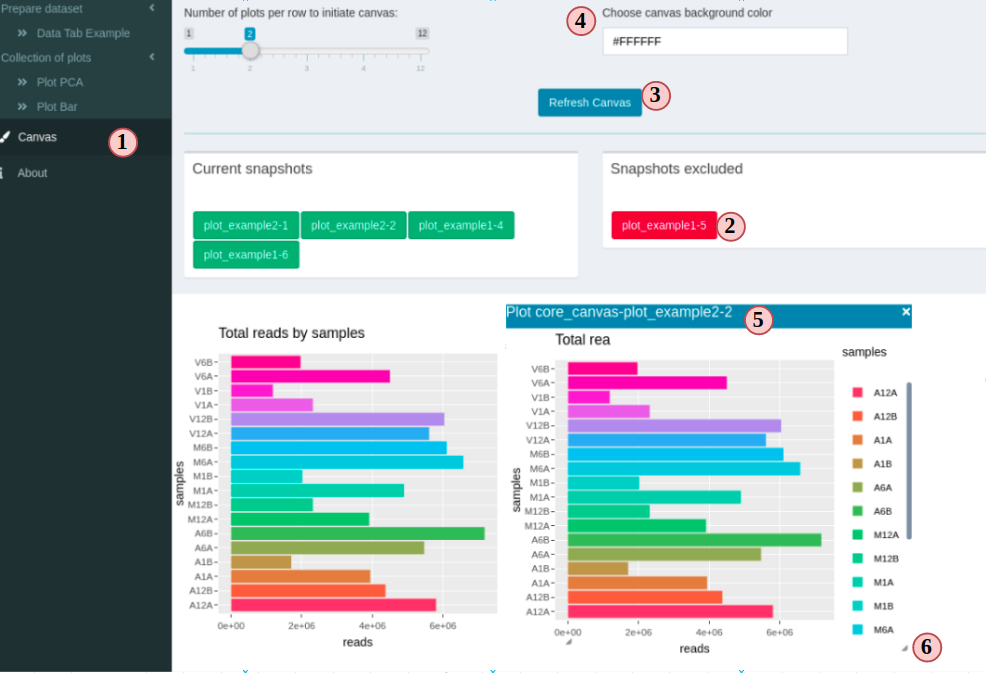 Prepare dataset
Data Tab Example
Collection of plots
Plot PCA
Plot Bar
Canvas
1
About
Number of plots per row to initiate canvas:
1 2 12
1 2 3 4 12
4
Choose canvas background color
#FFFFFF
Refresh Canvas
3
Current snapshots
plot_example2-1 plot_example2-2 plot_example1-4
plot_example1-6
Snapshots excluded
plot_example1-5
2
Total reads by samples
samples
V6B
V6A
V1B
V1A
V12B
V12A
M6B
M6A
M1B
M1A
M12B
M12A
A6B
A6A
A1B
A1A
A12B
A12A
0e+00 2e+06 4e+06 6e+06
reads
Plot core_canvas-plot_example2-2
5
×
Total rea
samples
V6B
V6A
V1B
V1A
V12B
V12A
M6B
M6A
M1B
M1A
M12B
M12A
A6B
A6A
A1B
A1A
A12B
A12A
0e+00 2e+06 4e+06 6e+06
reads
samples
A12A
A12B
A1A
A1B
A6A
A6B
M12A
M12B
M1A
M1B
M6A
6